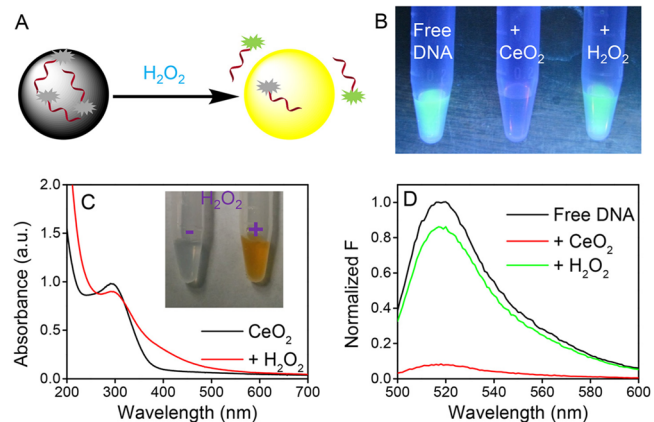 A
H₂O₂
B
Free DNA
+ CeO₂
+ H₂O₂
C
H₂O₂
-
+
CeO₂
+ H₂O₂
2.0
1.5
1.0
0.5
0.0
Absorbance (a.u.)
200 300 400 500 600 700
Wavelength (nm)
D
Free DNA
+ CeO₂
+ H₂O₂
1.0
0.8
0.6
0.4
0.2
0.0
Normalized F
500 520 540 560 580 600
Wavelength (nm)